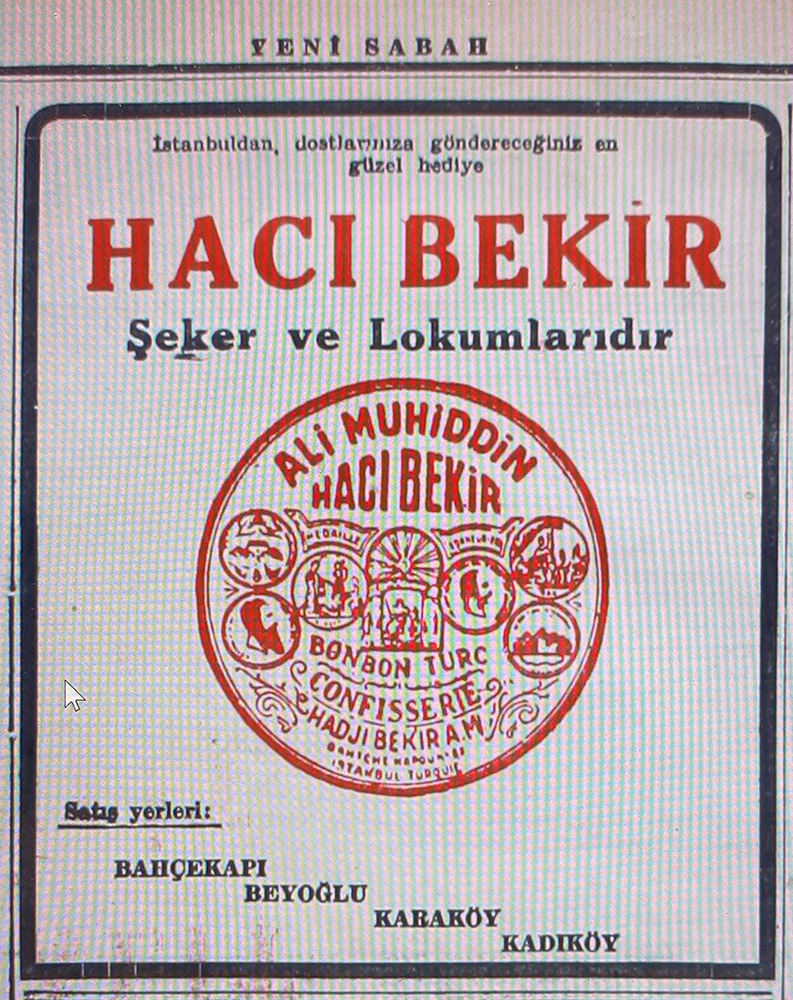 YENİ SABAH
İstanbuldan, dostlarınıza göndereceğiniz en
güzel hediye
HACI BEKİR
Şeker ve Lokumlarıdır
ALİ MUHİDDİN
HACI BEKİR
MEDAILLE
BONBON TURC
CONFISSERIE
HADJI BEKIR A.M.
ISTANBUL TURQUIE
Satış yerleri:
BAHÇEKAPI
BEYOĞLU
KARAKÖY
KADIKÖY